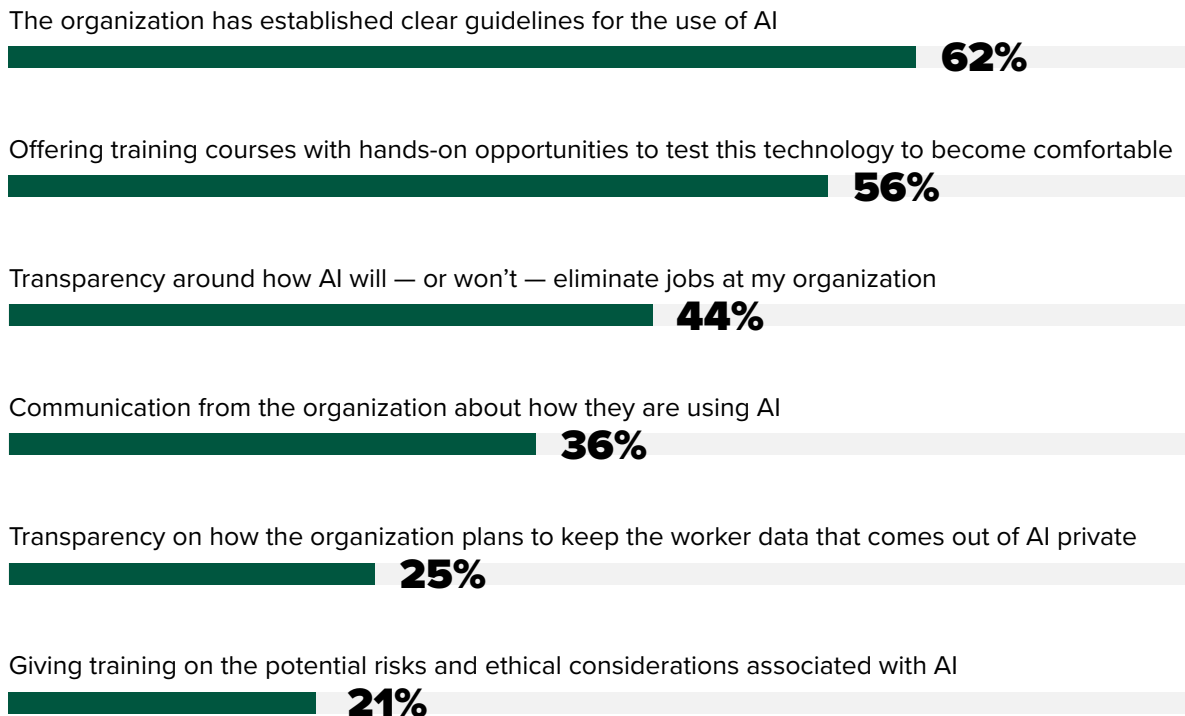 The organization has established clear guidelines for the use of AI
62%
Offering training courses with hands-on opportunities to test this technology to become comfortable
56%
Transparency around how AI will — or won’t — eliminate jobs at my organization
44%
Communication from the organization about how they are using AI
36%
Transparency on how the organization plans to keep the worker data that comes out of AI private
25%
Giving training on the potential risks and ethical considerations associated with AI
21%